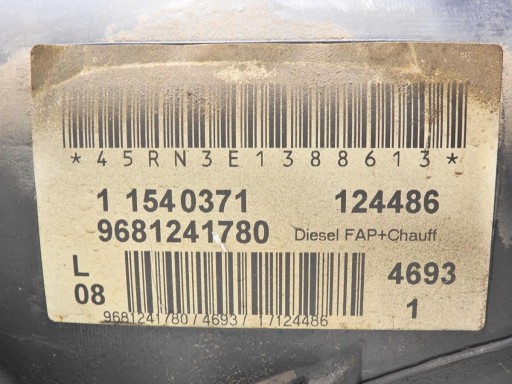 *45RN3E1388613*
1 1540371 124486
9681241780 Diesel FAP+Chauff
L 4693
08 1
9681241780/4693/17124486